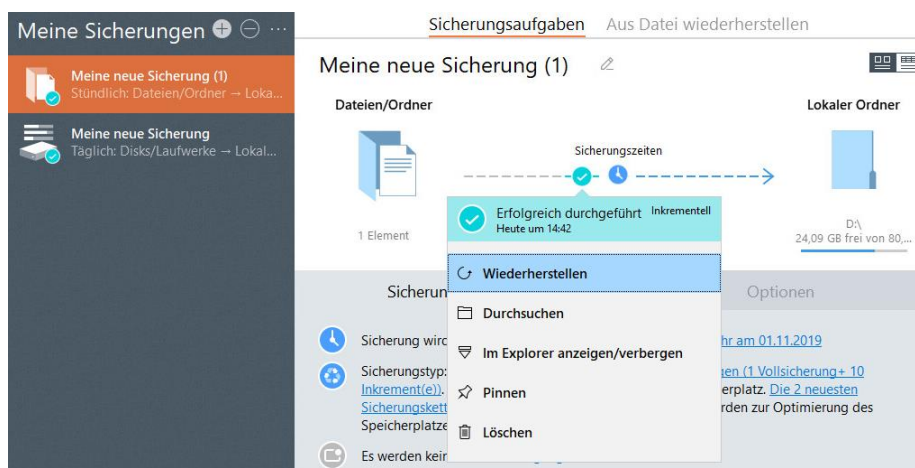 Meine Sicherungen
Meine neue Sicherung (1)
Stündlich: Dateien/Ordner → Loka...
Meine neue Sicherung
Täglich: Disks/Laufwerke → Lokal...
Sicherungsaufgaben Aus Datei wiederherstellen
Meine neue Sicherung (1)
Dateien/Ordner
Lokaler Ordner
Sicherungszeiten
1 Element
D:\
24,09 GB frei von 80,...
Erfolgreich durchgeführt Inkrementell
Heute um 14:42
Wiederherstellen
Durchsuchen
Im Explorer anzeigen/verbergen
Pinnen
Löschen
Sicherun
Optionen
Sicherung wird
hr am 01.11.2019
Sicherungstyp:
gen (1 Vollsicherung+ 10
Inkrement(e)).
erplatz. Die 2 neuesten
Sicherungskett
rden zur Optimierung des
Speicherplatze
Es werden kein